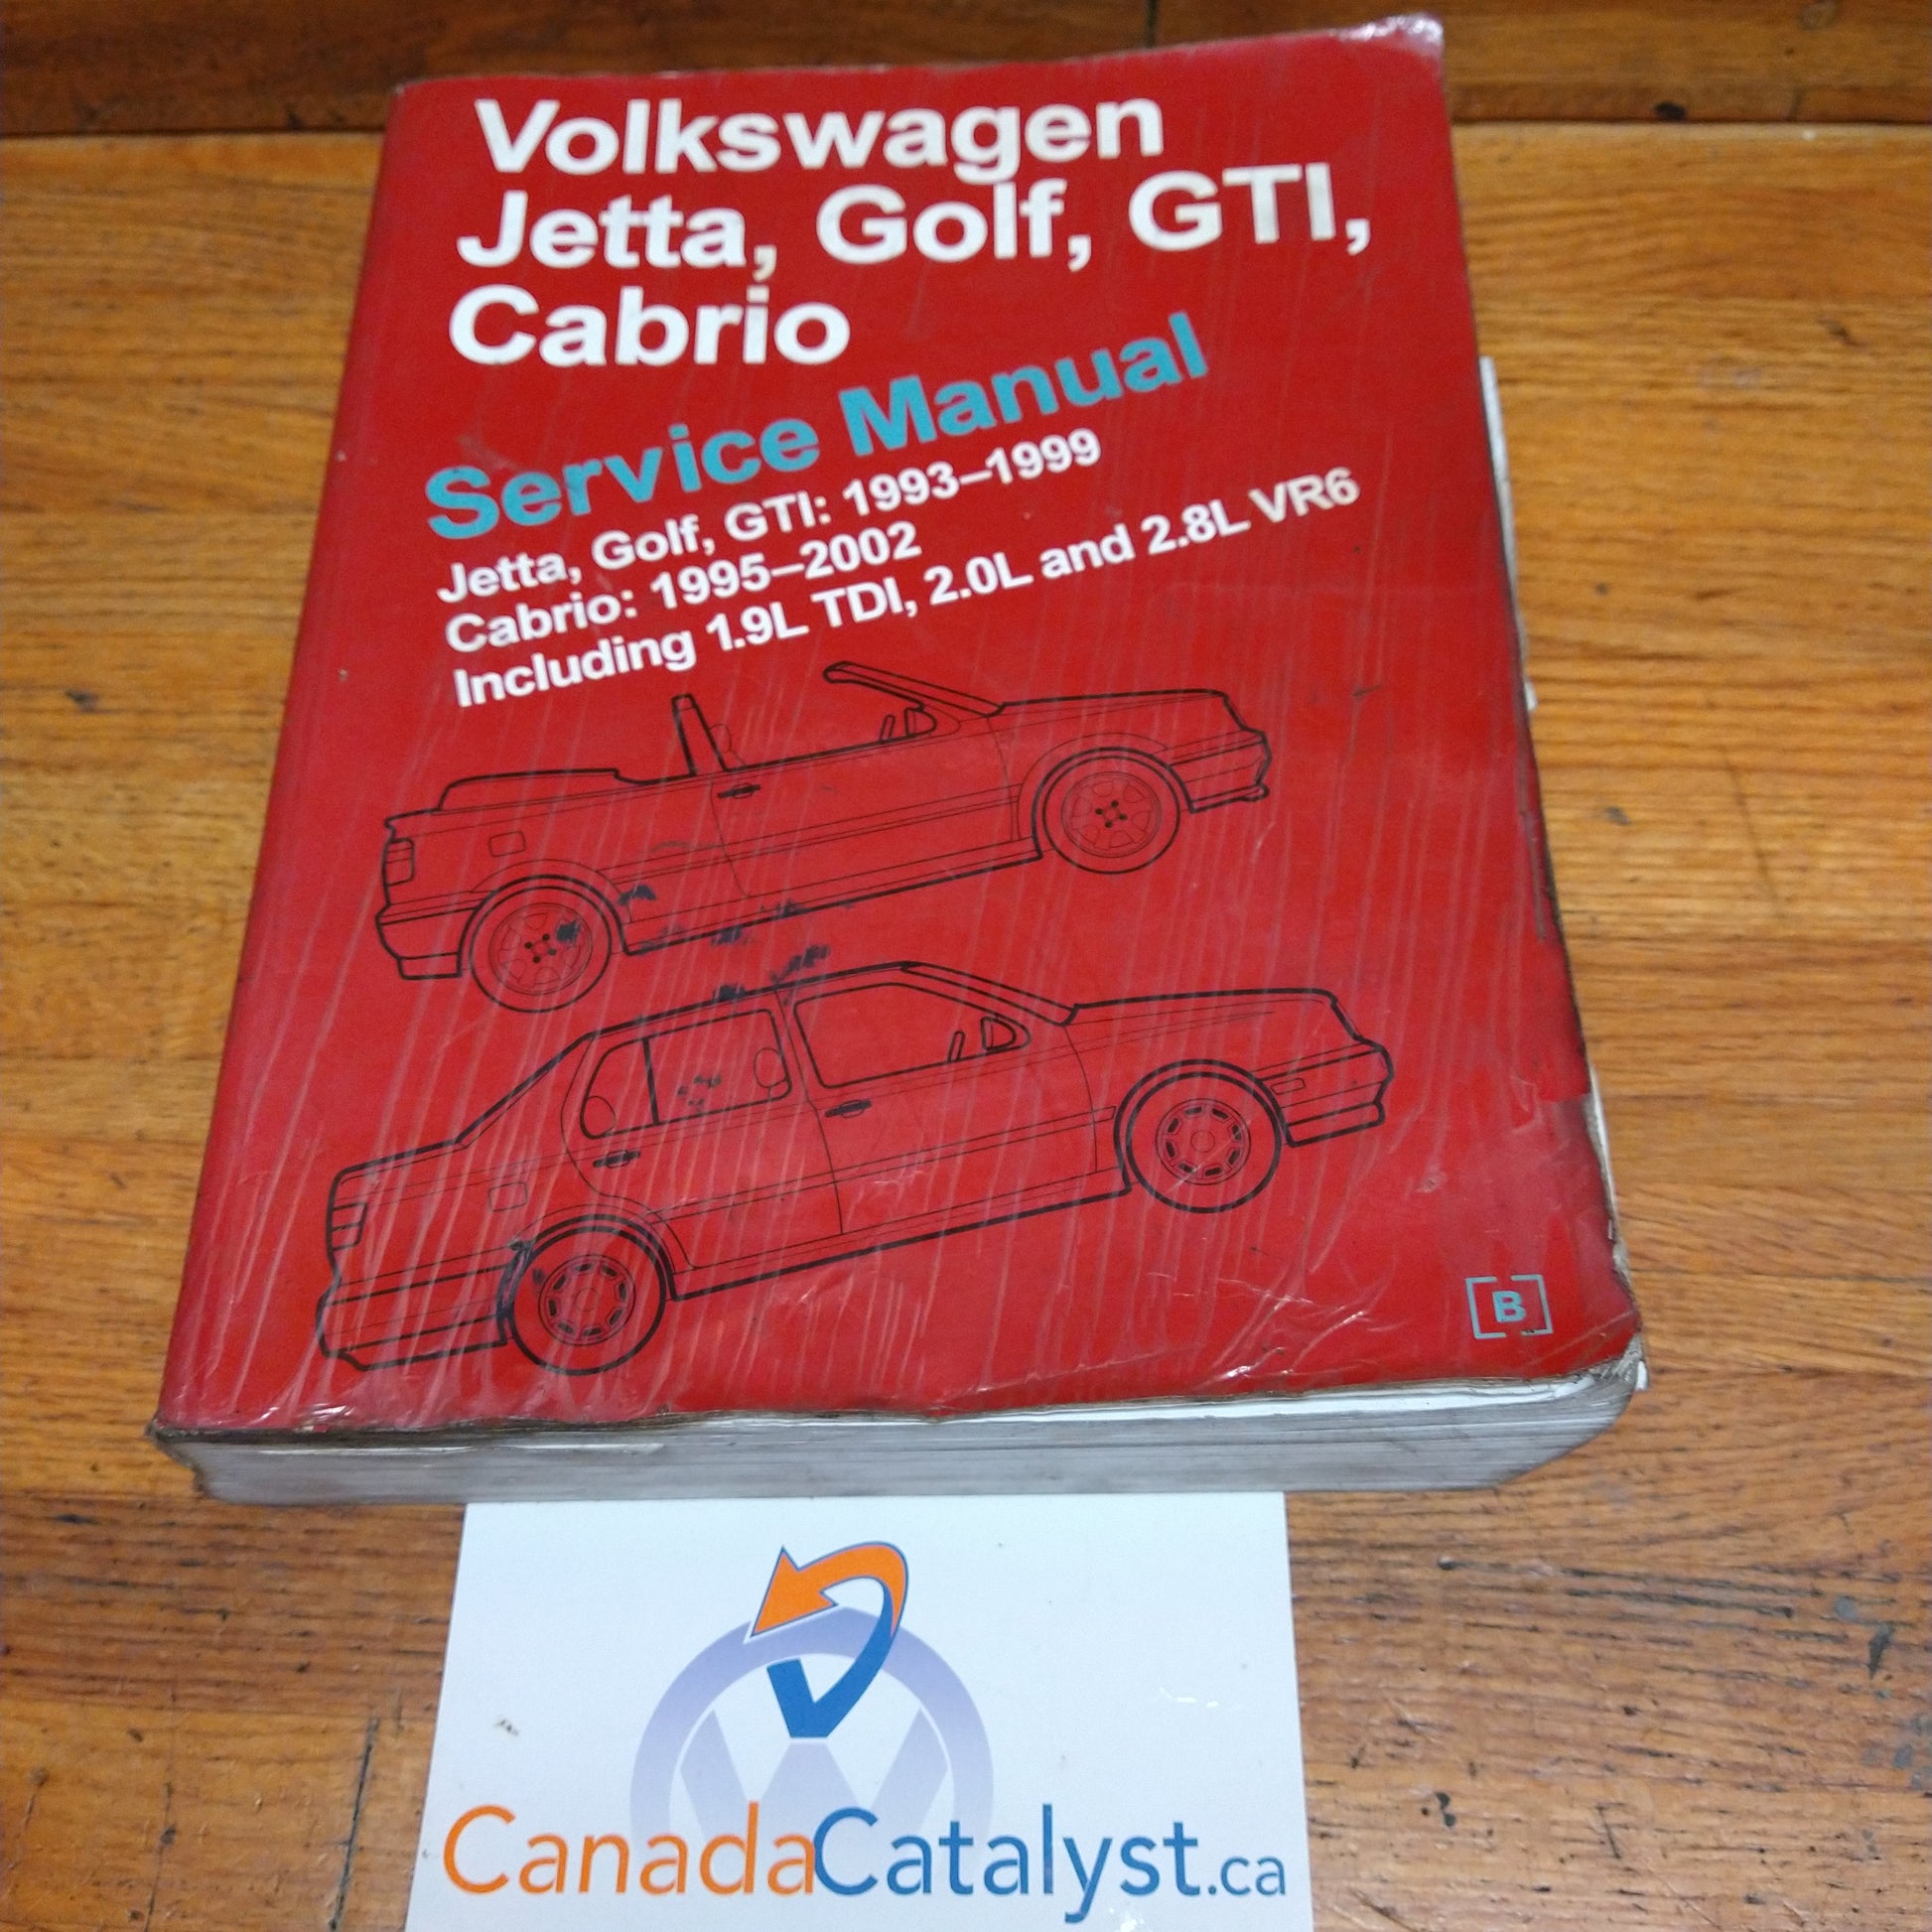 Volkswagen
Jetta, Golf, GTI,
Cabrio
Service Manual
Jetta, Golf, GTI: 1993–1999
Cabrio: 1995–2002
Including 1.9L TDI, 2.0L and 2.8L VR6
[B]
CanadaCatalyst.ca